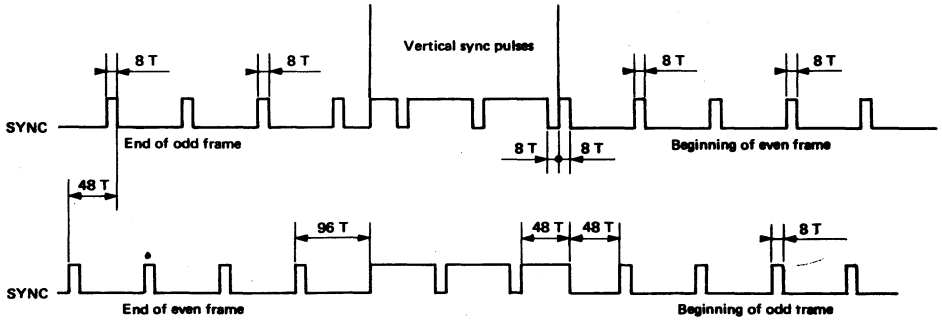 Vertical sync pulses
8 T 8 T 8 T 8 T
SYNC
End of odd frame
Beginning of even frame
8 T 8 T
48 T
96 T 48 T 48 T 8 T
SYNC
End of even frame
Beginning of odd trame